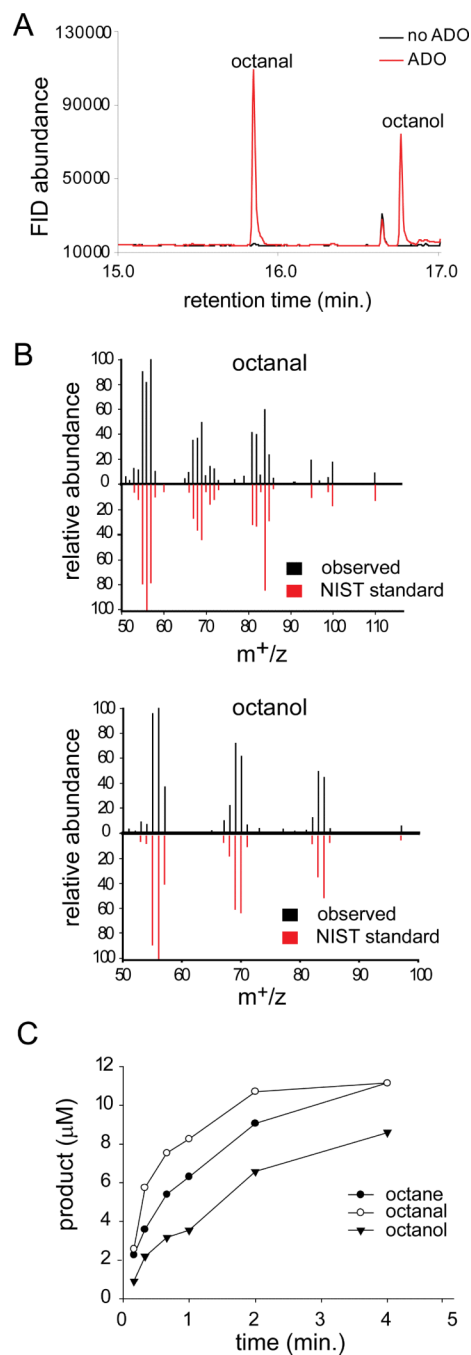 A
no ADO
ADO
130000
90000
50000
10000
FID abundance
octanal
octanol
15.0 16.0 17.0
retention time (min.)
B
octanal
100
80
60
40
20
0
20
40
60
80
100
relative abundance
relative abundance
observed
NIST standard
50 60 70 80 90 100 110
m+/z
octanol
100
80
60
40
20
0
20
40
60
80
100
relative abundance
relative abundance
observed
NIST standard
50 60 70 80 90 100
m+/z
C
12
10
8
6
4
2
0
product (μM)
octane
octanal
octanol
0 1 2 3 4 5
time (min.)